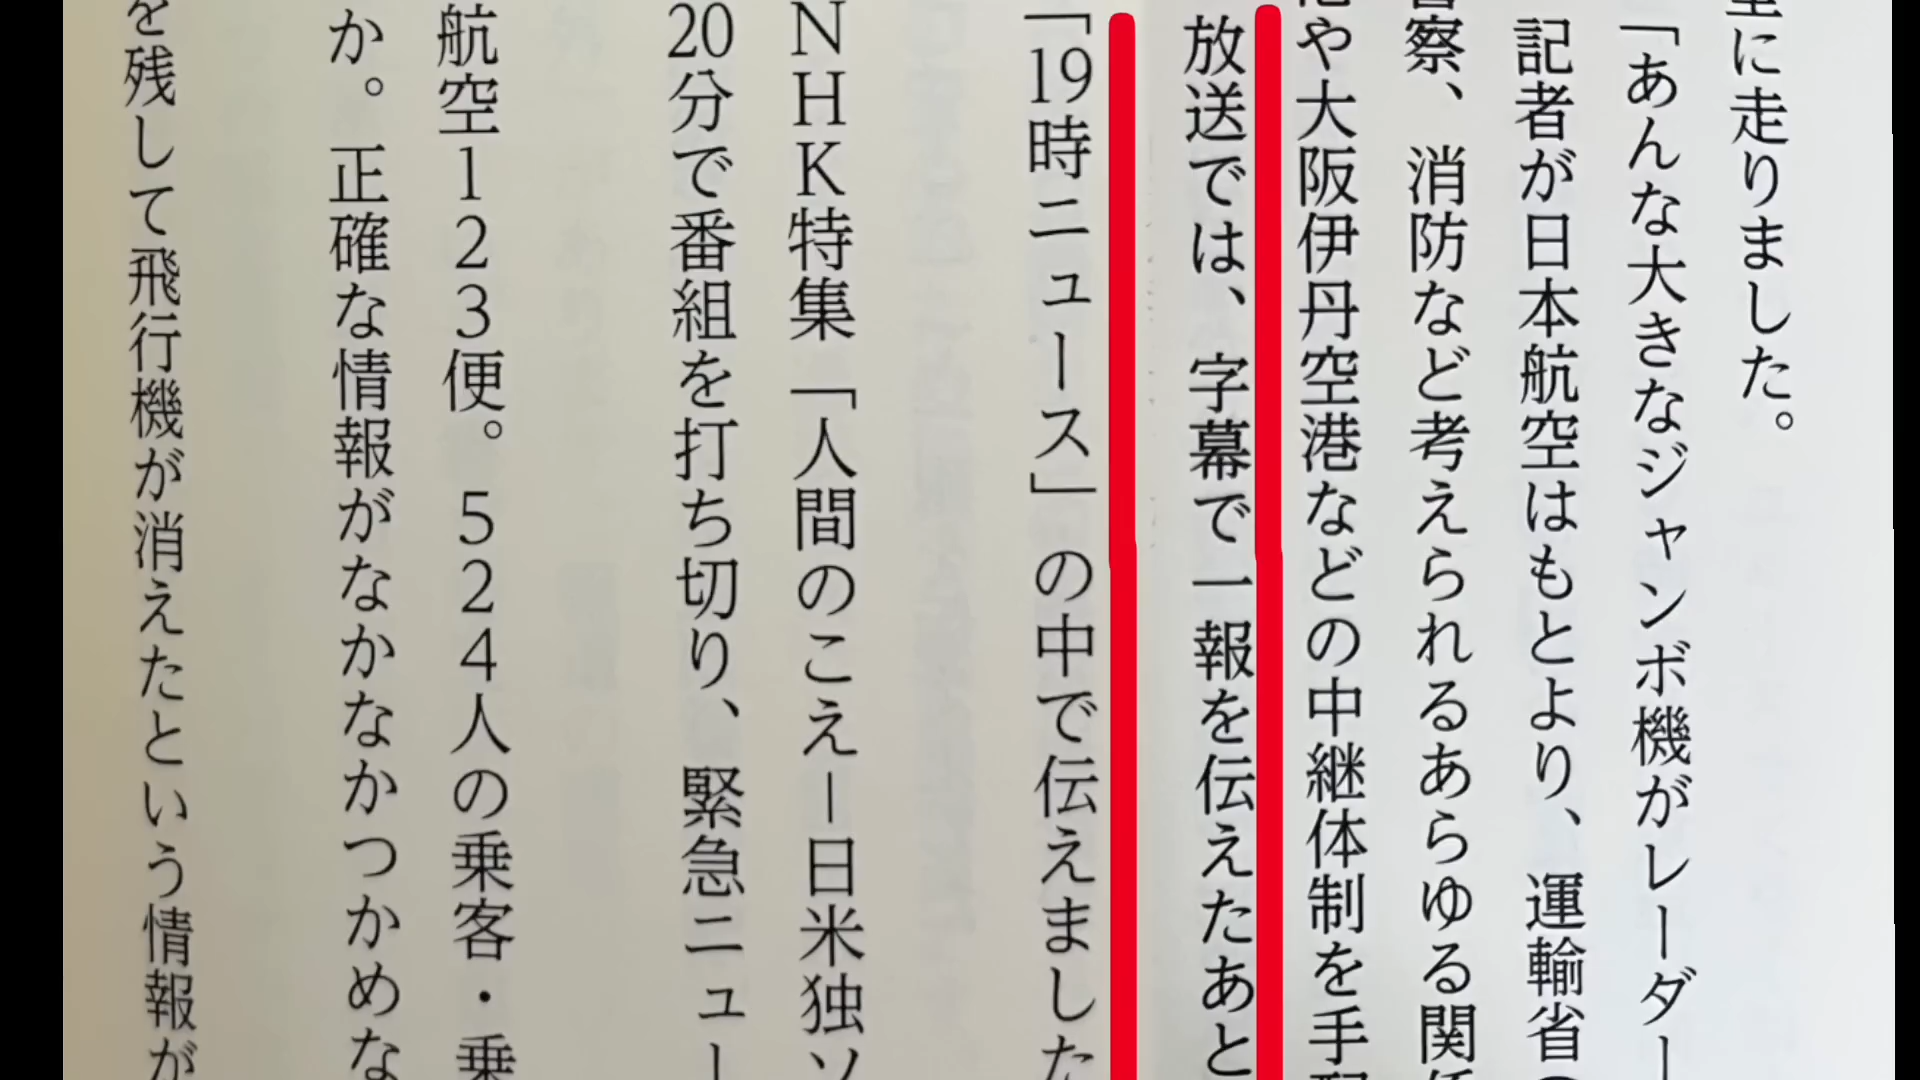 に走りました。
「あんな大きなジャンボ機がレーダー
記者が日本航空はもとより、運輸省の
警察、消防など考えられるあらゆる関係
や大阪伊丹空港などの中継体制を手配
放送では、字幕で一報を伝えたあと
「19時ニュース」の中で伝えました
NHK特集「人間のこえー日米独ソ
20分で番組を打ち切り、緊急ニュー
航空123便。524人の乗客・乗
か。正確な情報がなかなかつかめな
を残して飛行機が消えたという情報が